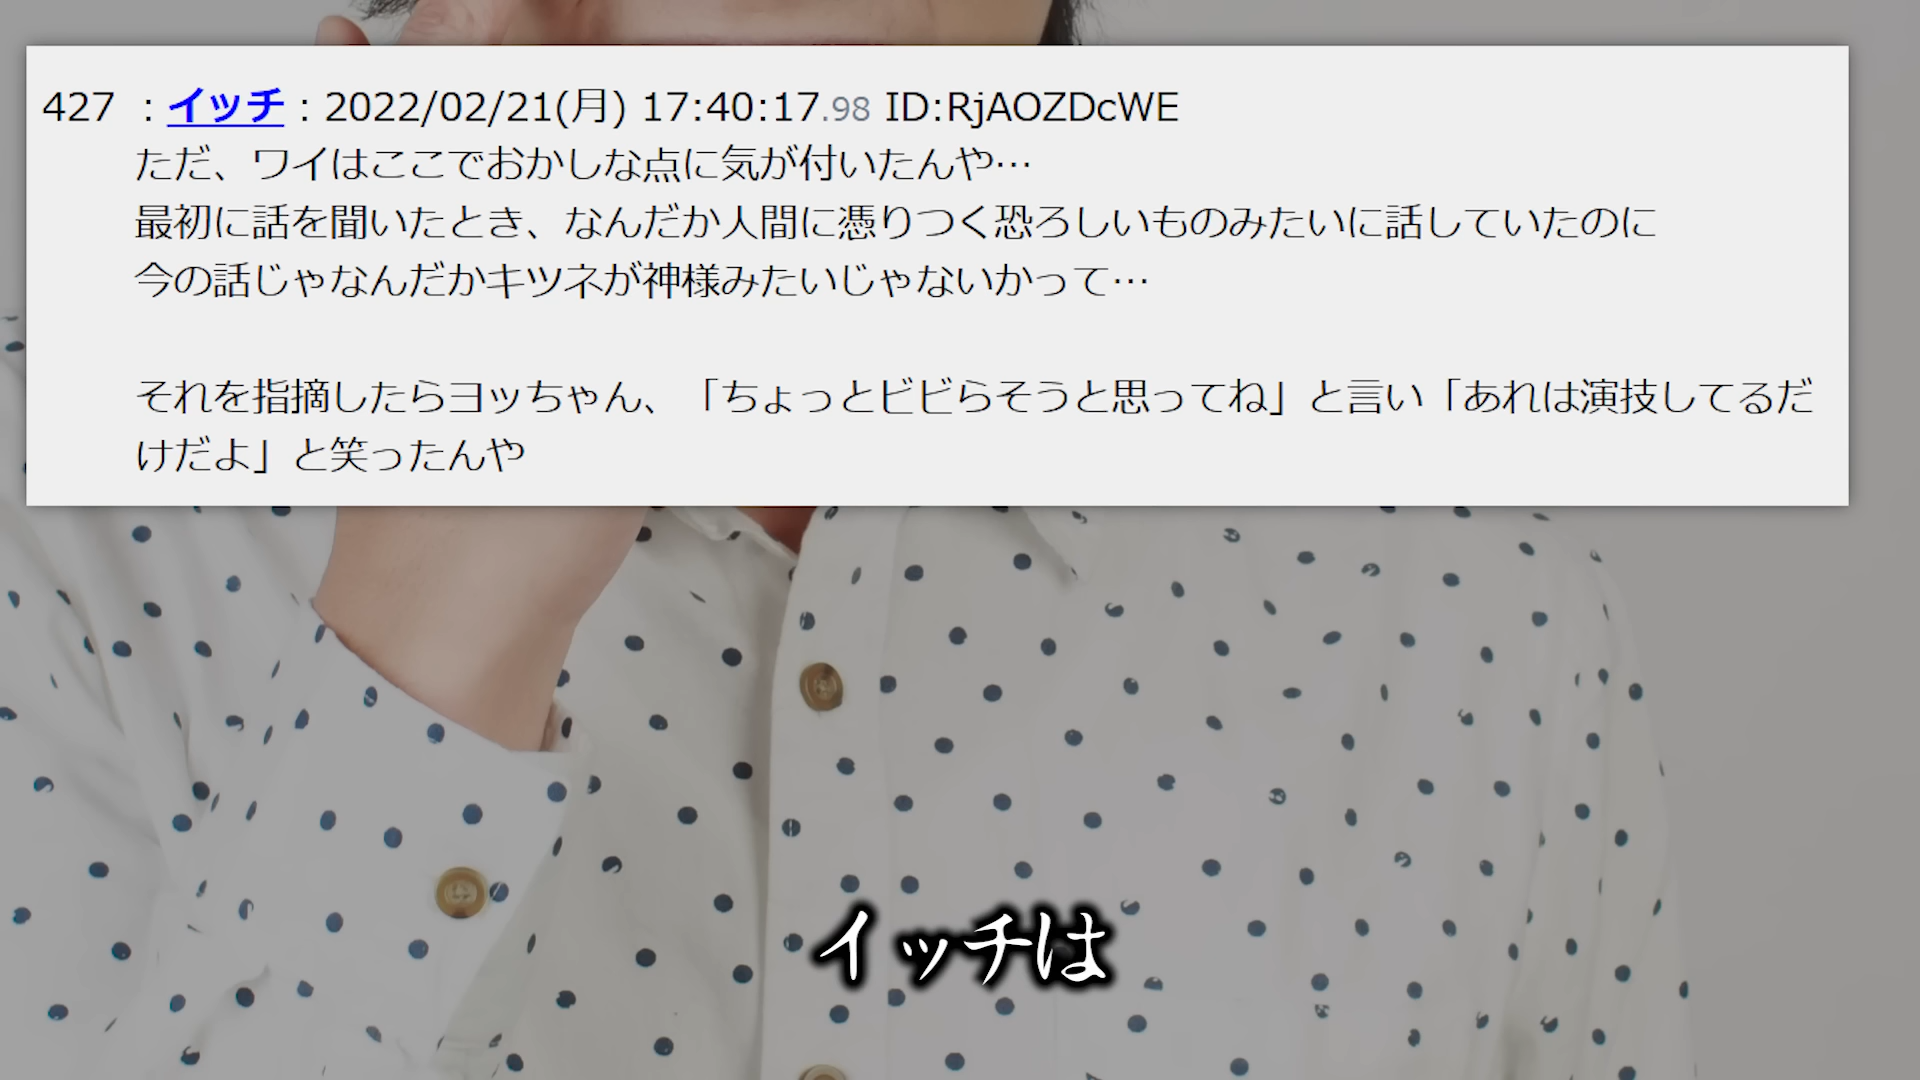 427 ：イッチ：2022/02/21(月) 17:40:17.98 ID:RjAOZDcWE
ただ、ワイはここでおかしな点に気が付いたんや…
最初に話を聞いたとき、なんだか人間に憑りつく恐ろしいものみたいに話していたのに
今の話じゃなんだかキツネが神様みたいじゃないかって…
それを指摘したらヨッちゃん、「ちょっとビビらそうと思ってね」と言い「あれは演技してるだ
けだよ」と笑ったんや
イッチは